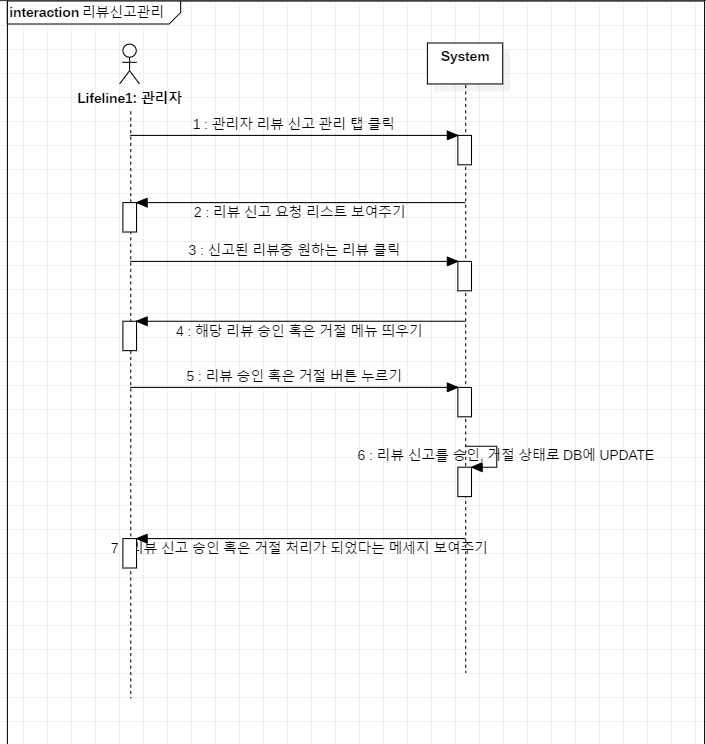 interaction 리뷰신고관리
System
Lifeline1: 관리자
1 : 관리자 리뷰 신고 관리 탭 클릭
2 : 리뷰 신고 요청 리스트 보여주기
3 : 신고된 리뷰중 원하는 리뷰 클릭
4 : 해당 리뷰 승인 혹은 거절 메뉴 띄우기
5 : 리뷰 승인 혹은 거절 버튼 누르기
6 : 리뷰 신고를 승인, 거절 상태로 DB에 UPDATE
7 리뷰 신고 승인 혹은 거절 처리가 되었다는 메세지 보여주기